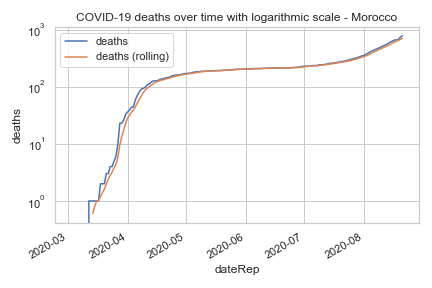 COVID-19 deaths over time with logarithmic scale - Morocco
10³
10²
10¹
10⁰
deaths
deaths
deaths (rolling)
2020-03
2020-04
2020-05
2020-06
2020-07
2020-08
dateRep